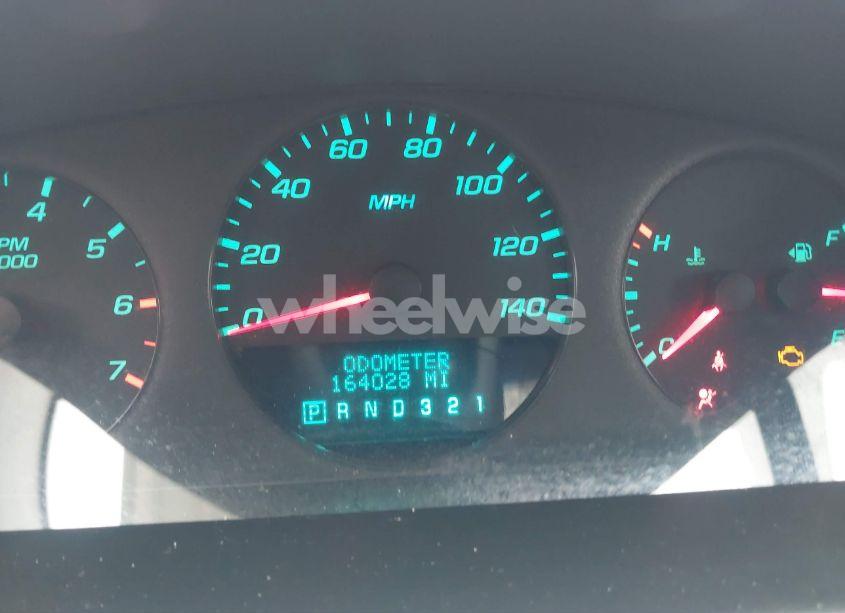 4
5
6
7
PM
000
0
20
40
60
80
100
120
140
MPH
wheelwise
ODOMETER
164028 MI
P R N D 3 2 1
H
C
F
E